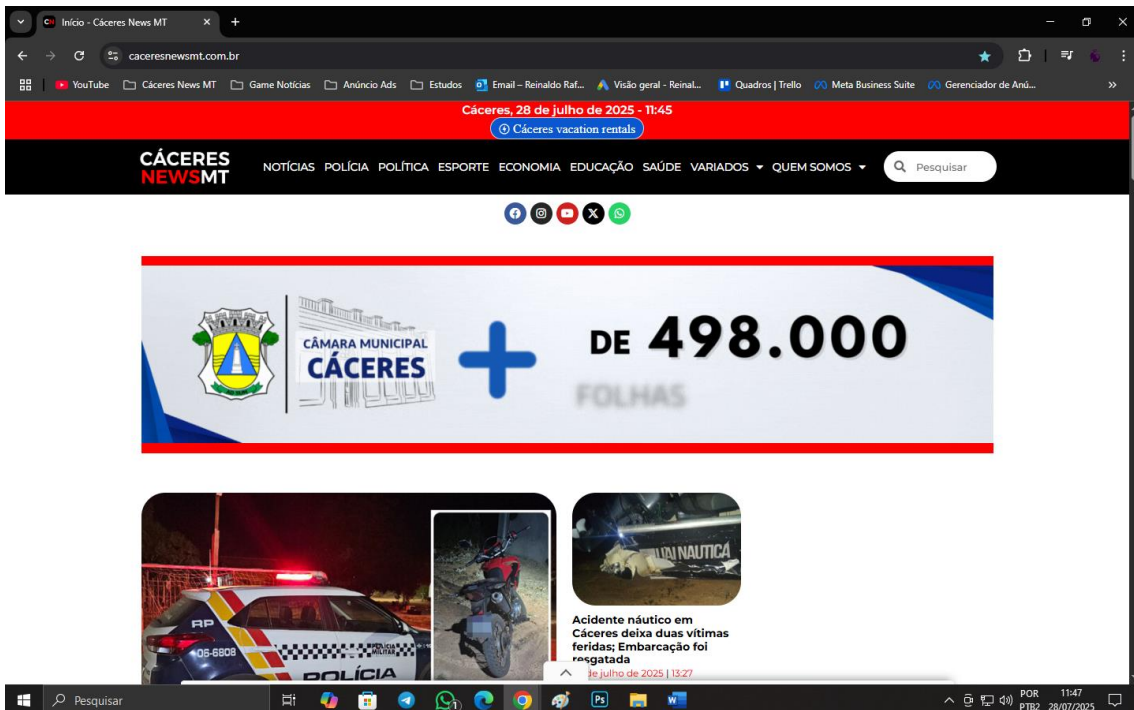 Início - Cáceres News MT
caceresnewsmt.com.br
YouTube Cáceres News MT Game Notícias Anúncio Ads Estudos Email – Reinaldo Raf... Visão geral - Reinal... Quadros | Trello Meta Business Suite Gerenciador de Anú...
Cáceres, 28 de julho de 2025 - 11:45
Cáceres vacation rentals
CÁCERES
NEWSMT
NOTÍCIAS POLÍCIA POLÍTICA ESPORTE ECONOMIA EDUCAÇÃO SAÚDE VARIADOS QUEM SOMOS Pesquisar
CÂMARA MUNICIPAL
CÁCERES
+ DE 498.000
FOLHAS
RP
06-6808
POLÍCIA
MILITAR
POLÍCIA
UAI NAUTICA
Acidente náutico em
Cáceres deixa duas vítimas
feridas; Embarcação foi
resgatada
de julho de 2025 | 13:27
Pesquisar
POR
PTB2
11:47
28/07/2025